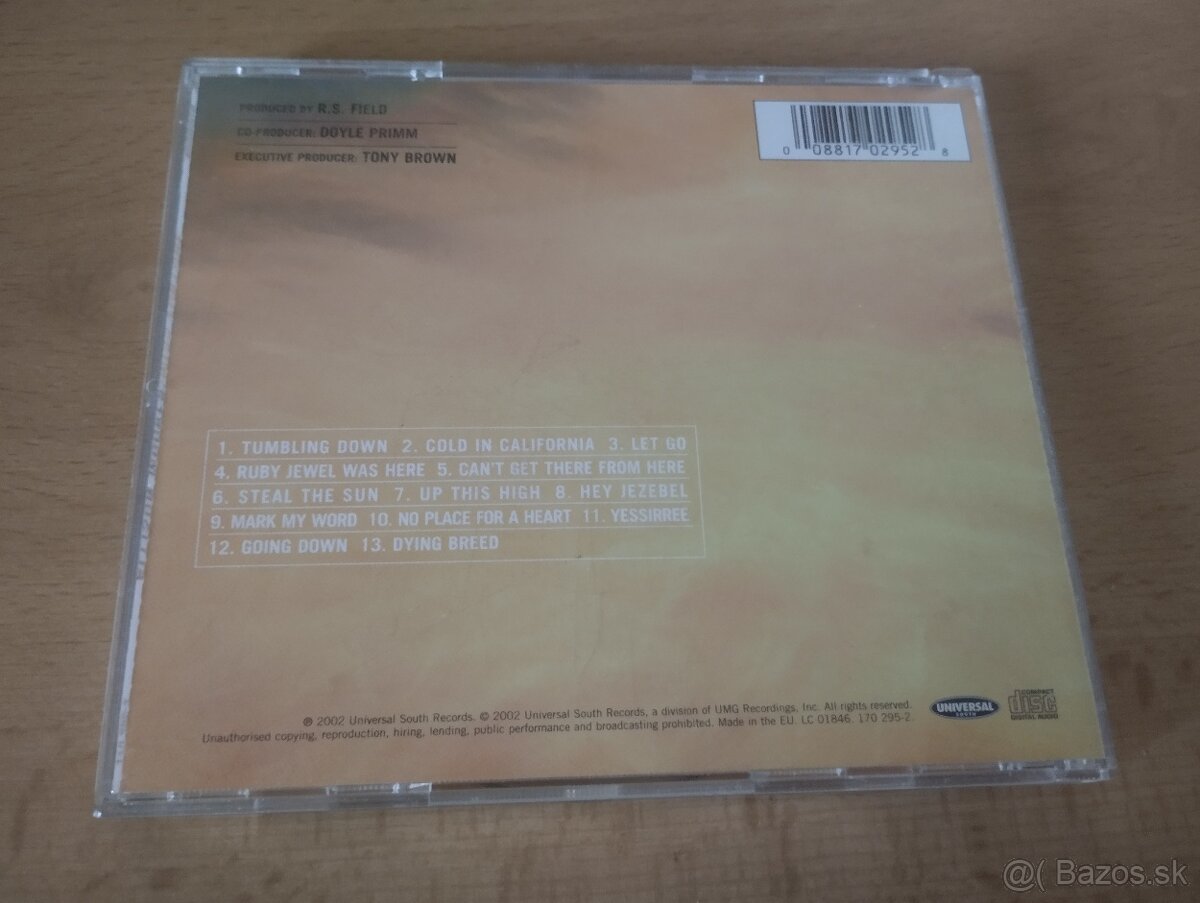 PRODUCED BY R.S. FIELD
CO-PRODUCER: DOYLE PRIMM
EXECUTIVE PRODUCER: TONY BROWN
0 08817 02952 8
1. TUMBLING DOWN 2. COLD IN CALIFORNIA 3. LET GO
4. RUBY JEWEL WAS HERE 5. CAN'T GET THERE FROM HERE
6. STEAL THE SUN 7. UP THIS HIGH 8. HEY JEZEBEL
9. MARK MY WORD 10. NO PLACE FOR A HEART 11. YESSIRREE
12. GOING DOWN 13. DYING BREED
℗ 2002 Universal South Records. © 2002 Universal South Records, a division of UMG Recordings, Inc. All rights reserved.
Unauthorised copying, reproduction, hiring, lending, public performance and broadcasting prohibited. Made in the EU. LC 01846. 170 295-2.
UNIVERSAL
SOUTH
COMPACT
disc
DIGITAL AUDIO
@( Bazos.sk